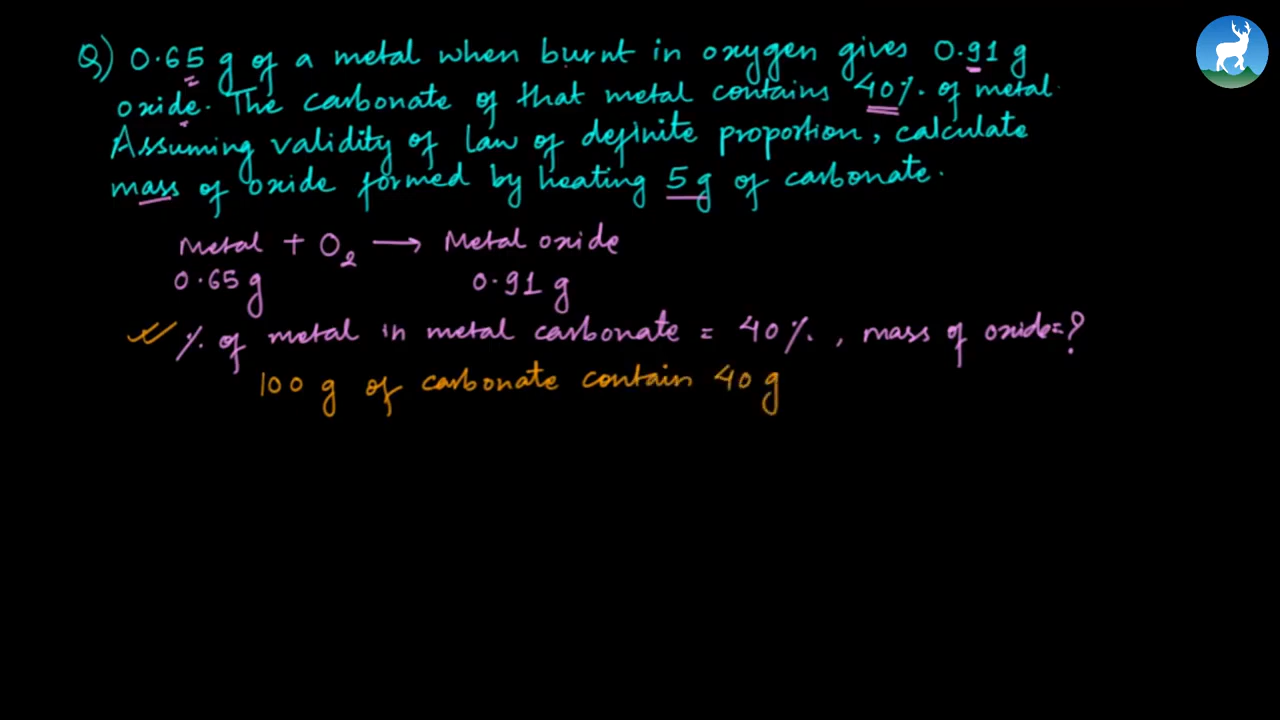 Q) 0.65 g of a metal when burnt in oxygen gives 0.91 g
oxide. The carbonate of that metal contains 40% of metal.
Assuming validity of law of definite proportion, calculate
mass of oxide formed by heating 5g of carbonate.
Metal + O₂ → Metal oxide
0.65 g 0.91 g
% of metal in metal carbonate = 40%, mass of oxide=?
100 g of carbonate contain 40 g